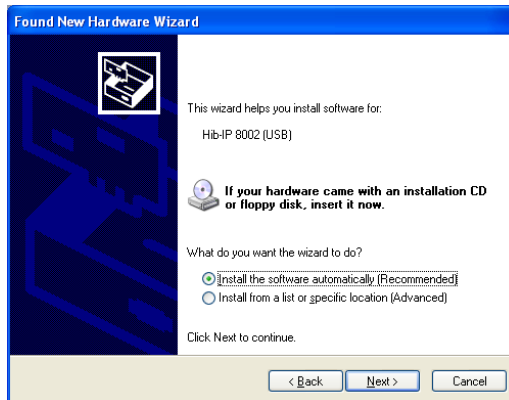 Found New Hardware Wizard
This wizard helps you install software for:
Hib-IP 8002 (USB)
If your hardware came with an installation CD
or floppy disk, insert it now.
What do you want the wizard to do?
Install the software automatically (Recommended)
Install from a list or specific location (Advanced)
Click Next to continue.
< Back Next > Cancel